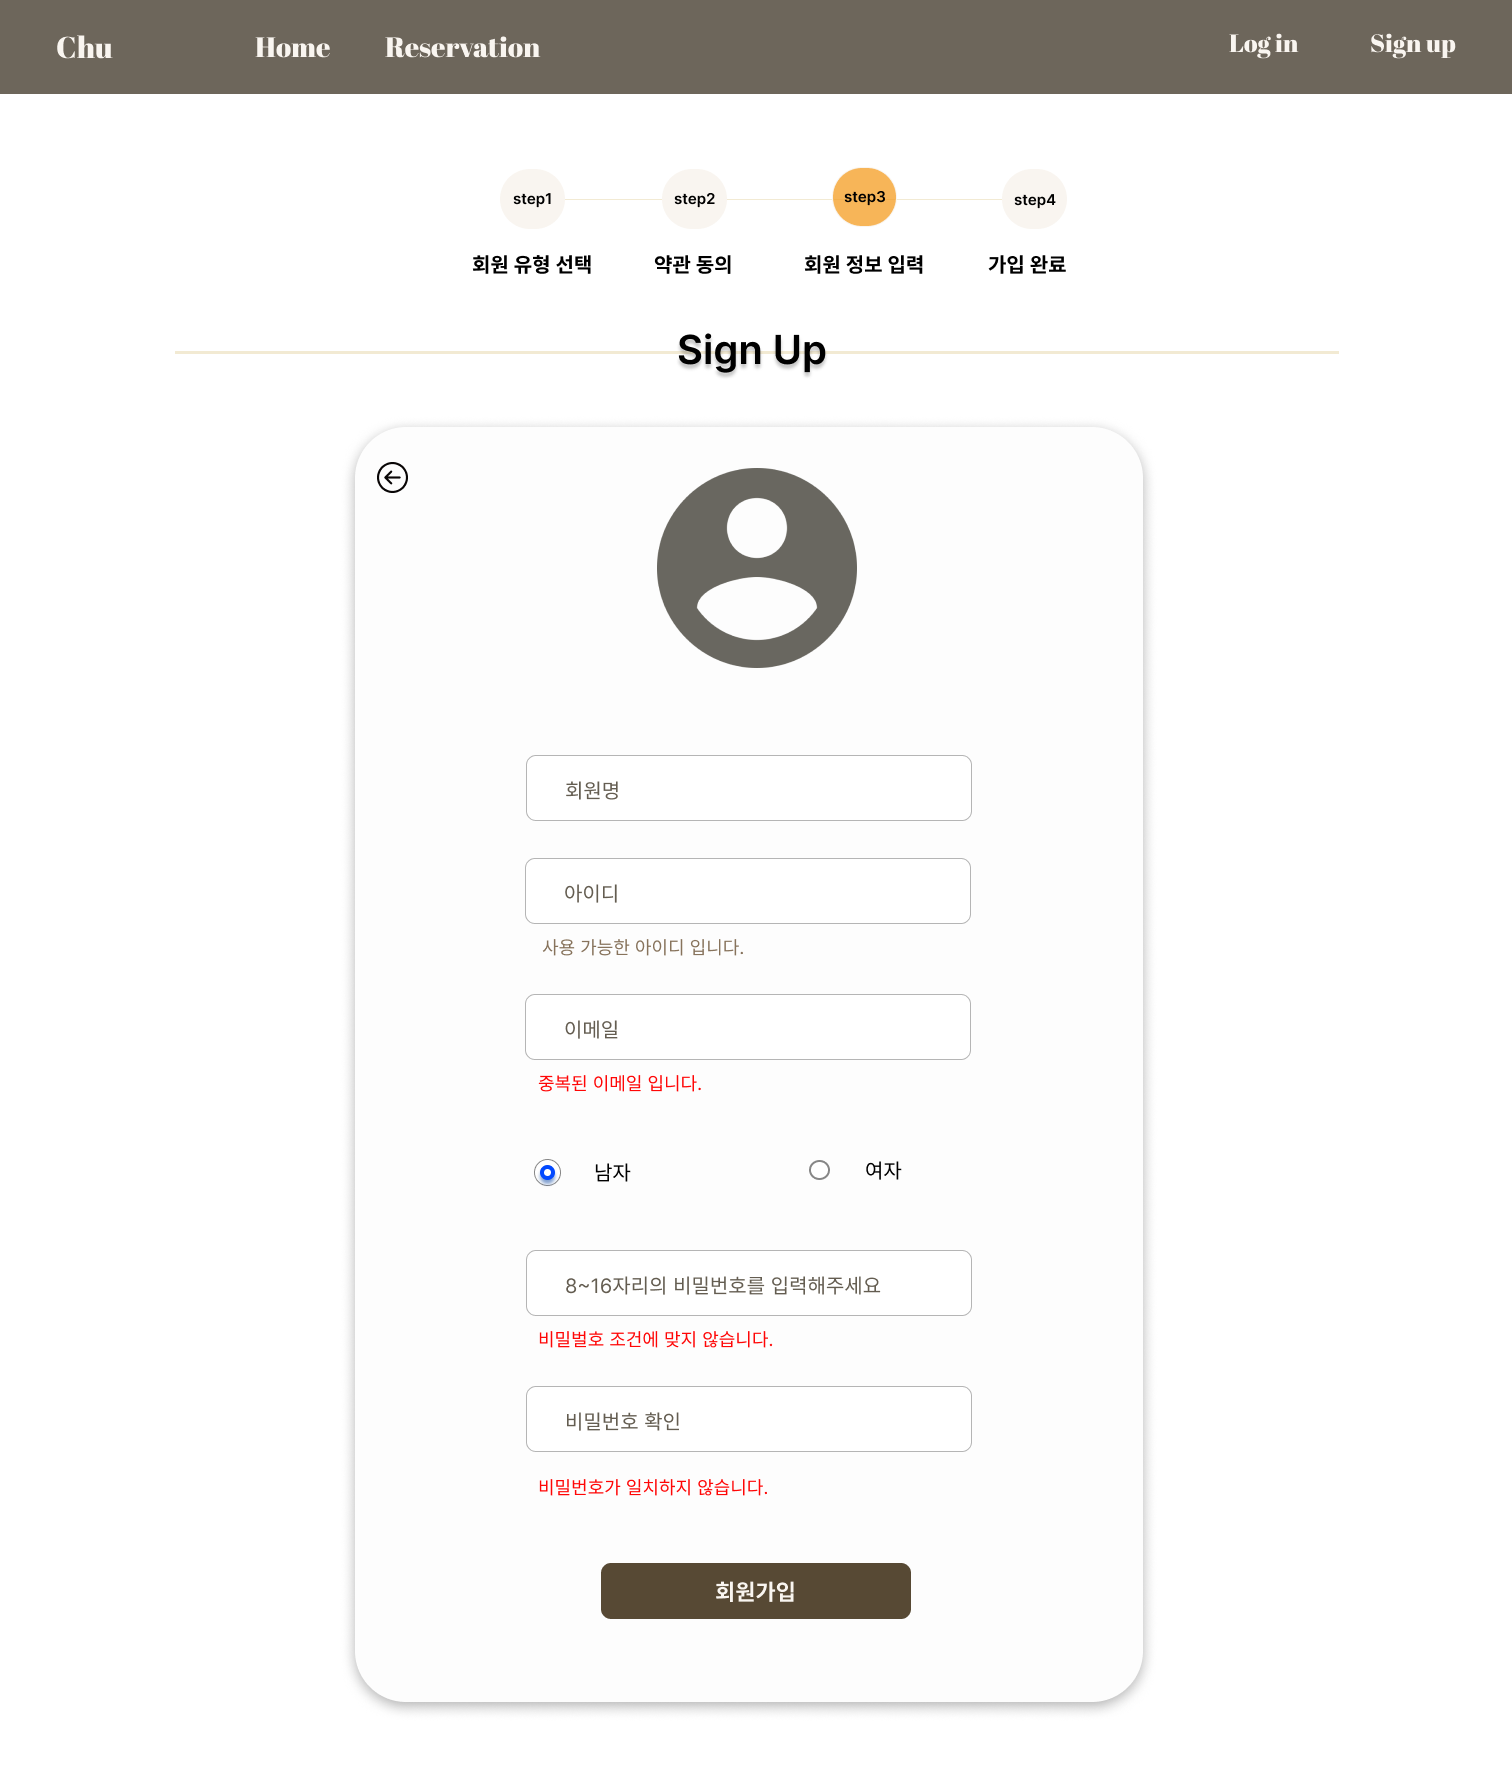 Chu Home Reservation Log in Sign up
step1 step2 step3 step4
회원 유형 선택 약관 동의 회원 정보 입력 가입 완료
Sign Up
회원명
아이디
사용 가능한 아이디 입니다.
이메일
중복된 이메일 입니다.
남자 여자
8~16자리의 비밀번호를 입력해주세요
비밀벌호 조건에 맞지 않습니다.
비밀번호 확인
비밀번호가 일치하지 않습니다.
회원가입